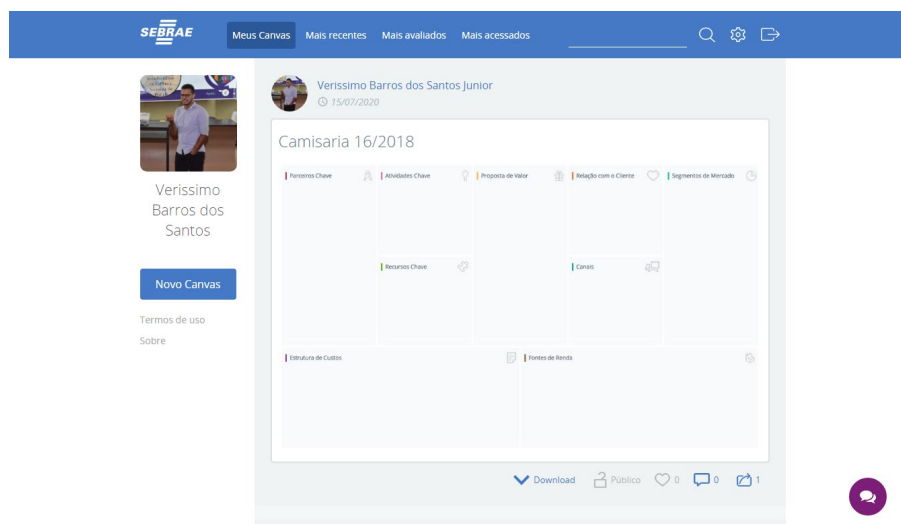 SEBRAE
Meus Canvas Mais recentes Mais avaliados Mais acessados
Verissimo Barros dos Santos Junior
15/07/2020
Verissimo
Barros dos
Santos
Novo Canvas
Termos de uso
Sobre
Camisaria 16/2018
Parceiros Chave
Atividades Chave
Proposta de Valor
Relação com o Cliente
Segmentos de Mercado
Recursos Chave
Canais
Estrutura de Custos
Fontes de Renda
Download Público 0 0 1